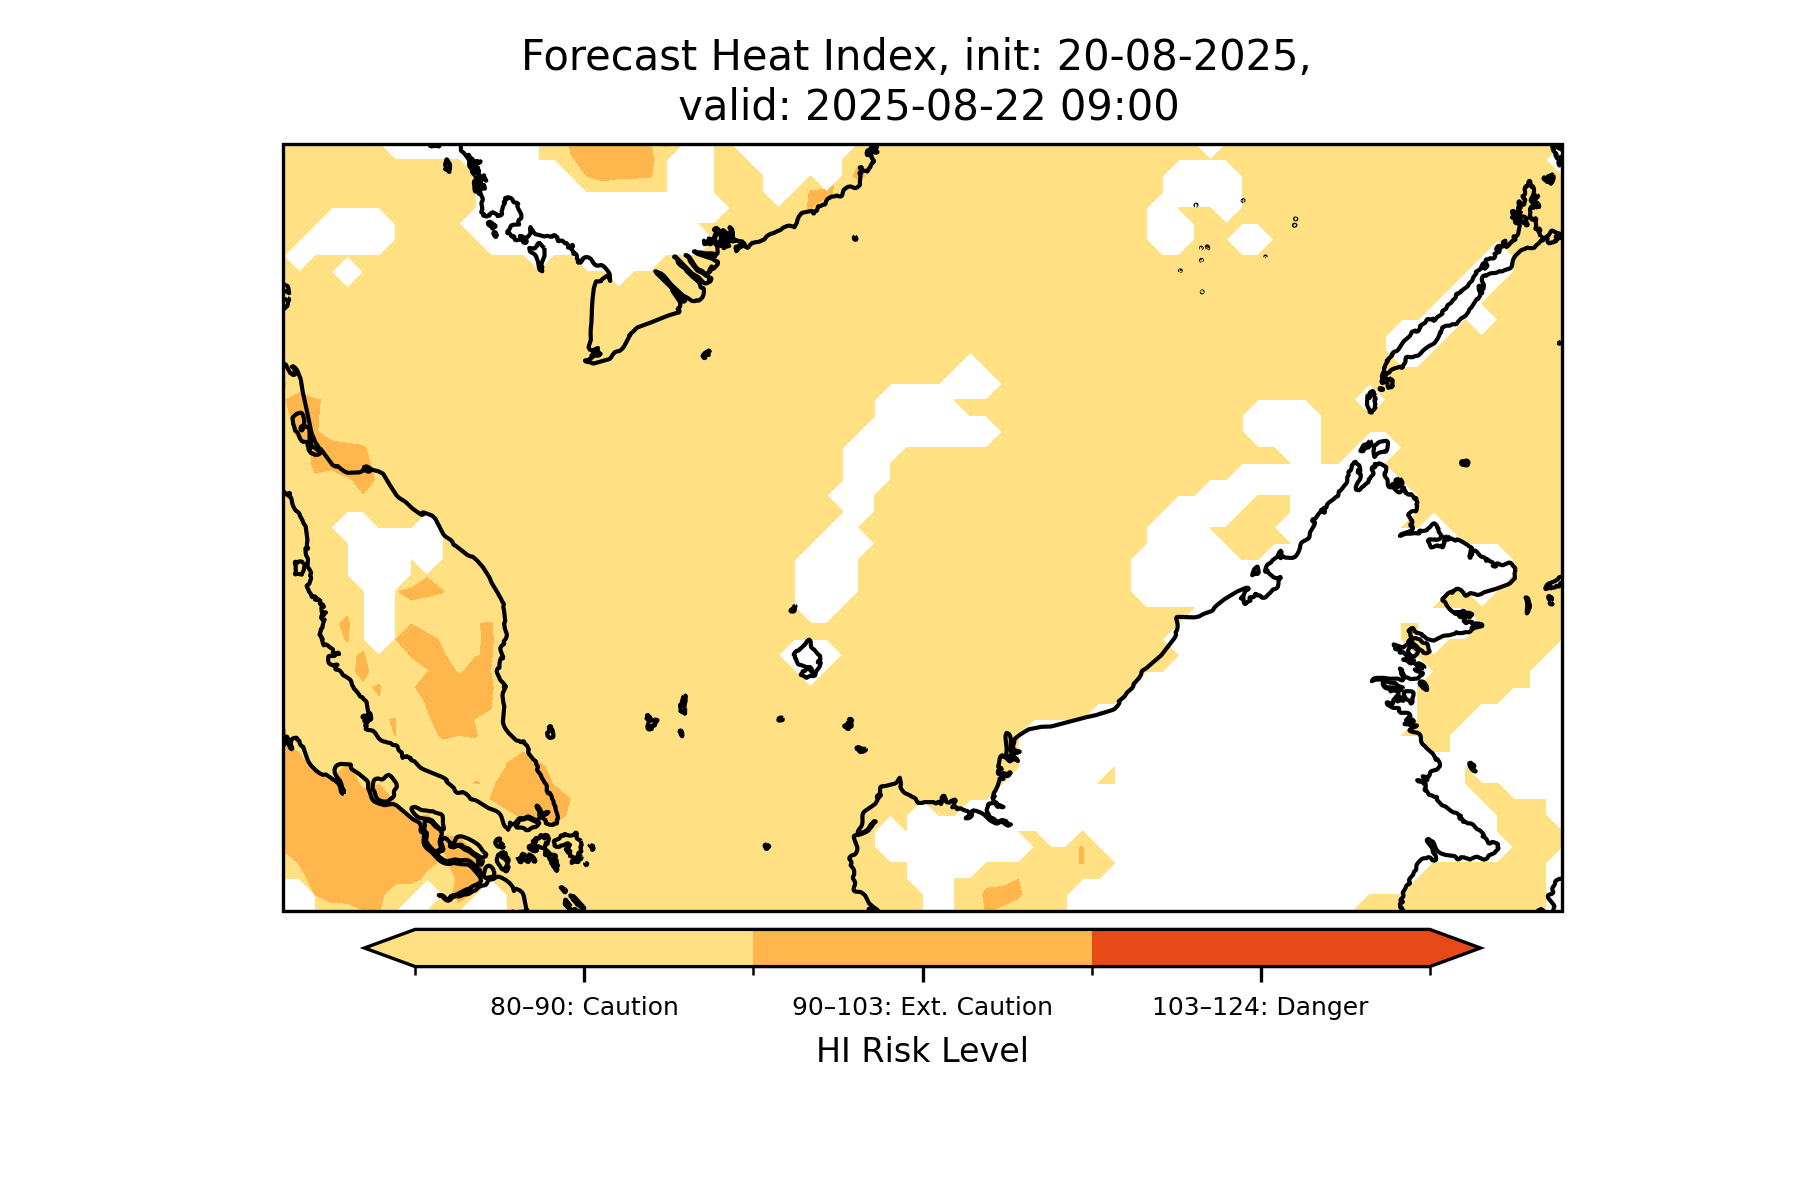 Forecast Heat Index, init: 20-08-2025,
valid: 2025-08-22 09:00
80–90: Caution
90–103: Ext. Caution
103–124: Danger
HI Risk Level